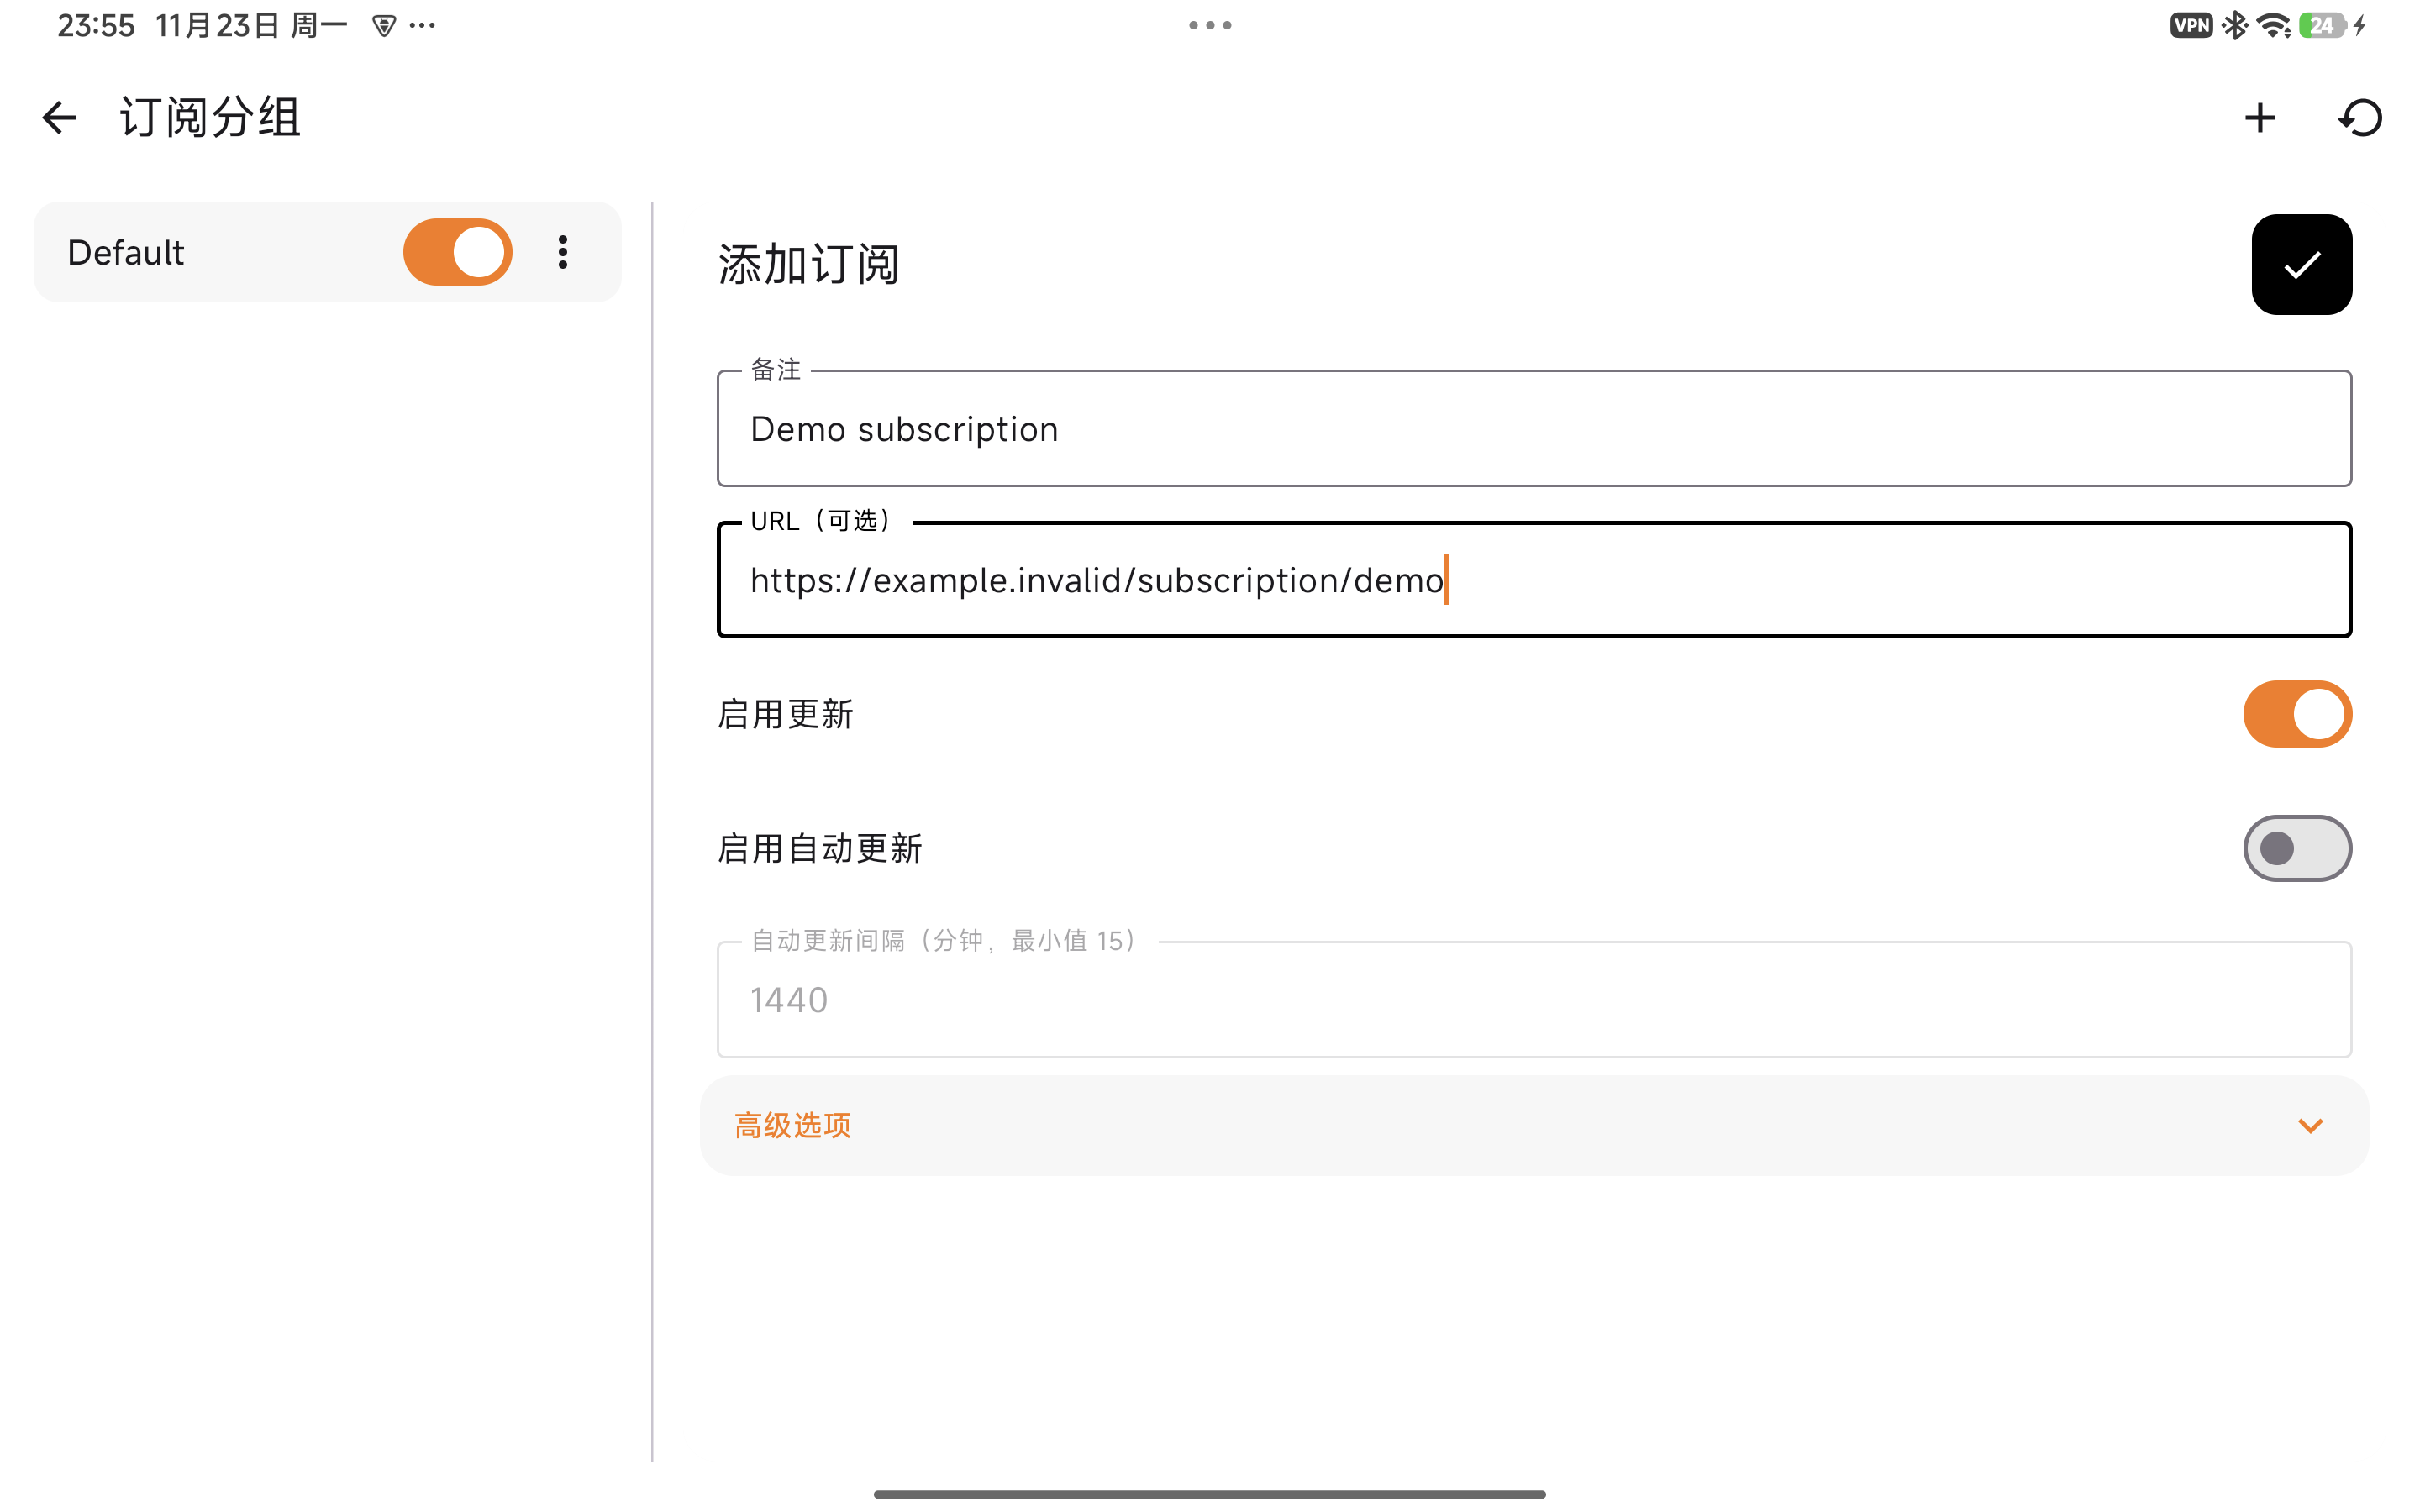 23:55 11月23日 周一
VPN 24
订阅分组
Default
添加订阅
备注
Demo subscription
URL（可选）
https://example.invalid/subscription/demo
启用更新
启用自动更新
自动更新间隔（分钟，最小值 15）
1440
高级选项